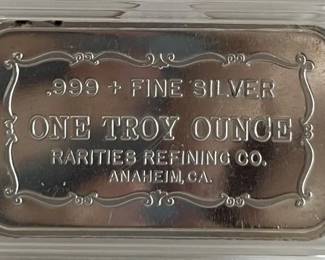 .999 + FINE SILVER
ONE TROY OUNCE
RARITIES REFINING CO.
ANAHEIM, CA.